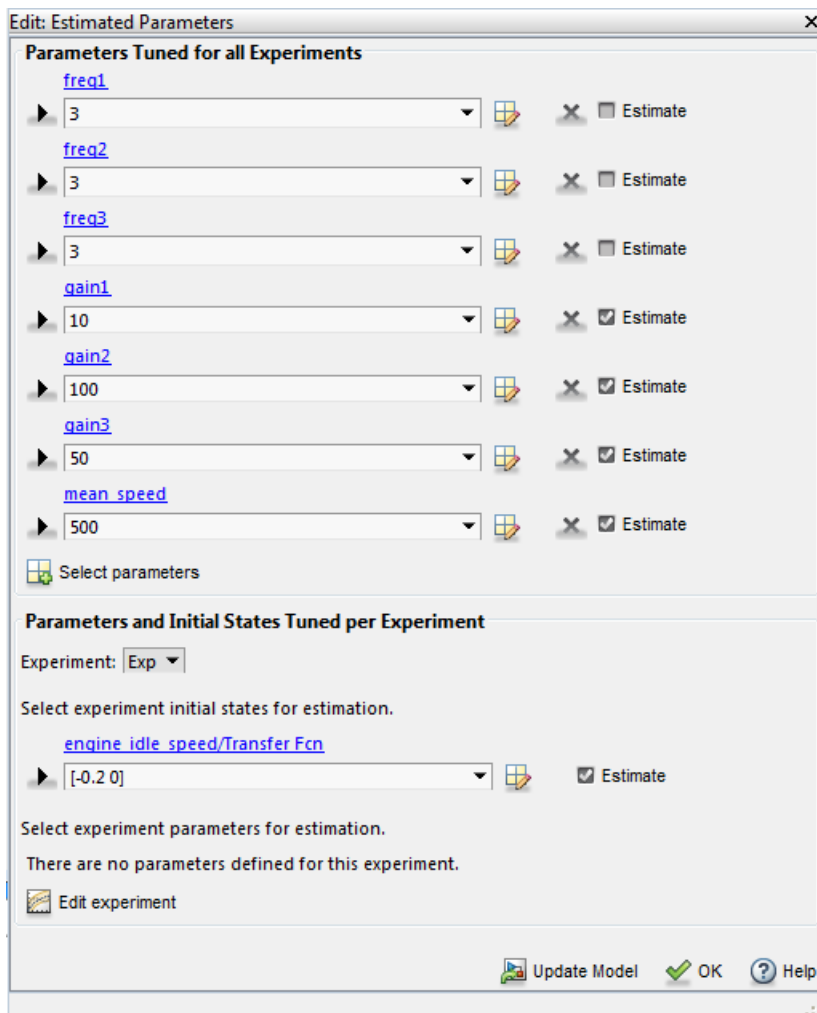 Edit: Estimated Parameters
Parameters Tuned for all Experiments
freq1
3 Estimate
freq2
3 Estimate
freq3
3 Estimate
gain1
10 Estimate
gain2
100 Estimate
gain3
50 Estimate
mean_speed
500 Estimate
Select parameters
Parameters and Initial States Tuned per Experiment
Experiment: Exp
Select experiment initial states for estimation.
engine_idle_speed/Transfer Fcn
[-0.2 0] Estimate
Select experiment parameters for estimation.
There are no parameters defined for this experiment.
Edit experiment
Update Model OK Help